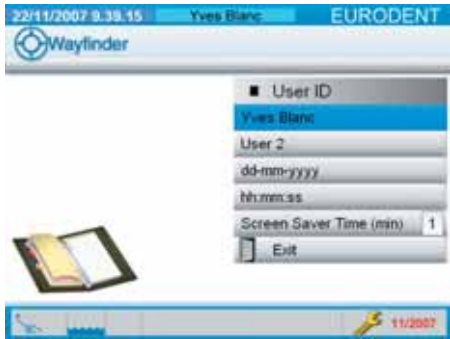 22/11/2007 9.39.15 Yves Blanc EURODENT
Wayfinder
User ID
Yves Blanc
User 2
dd-mm-yyyy
hh:mm:ss
Screen Saver Time (min) 1
Exit
11/2007